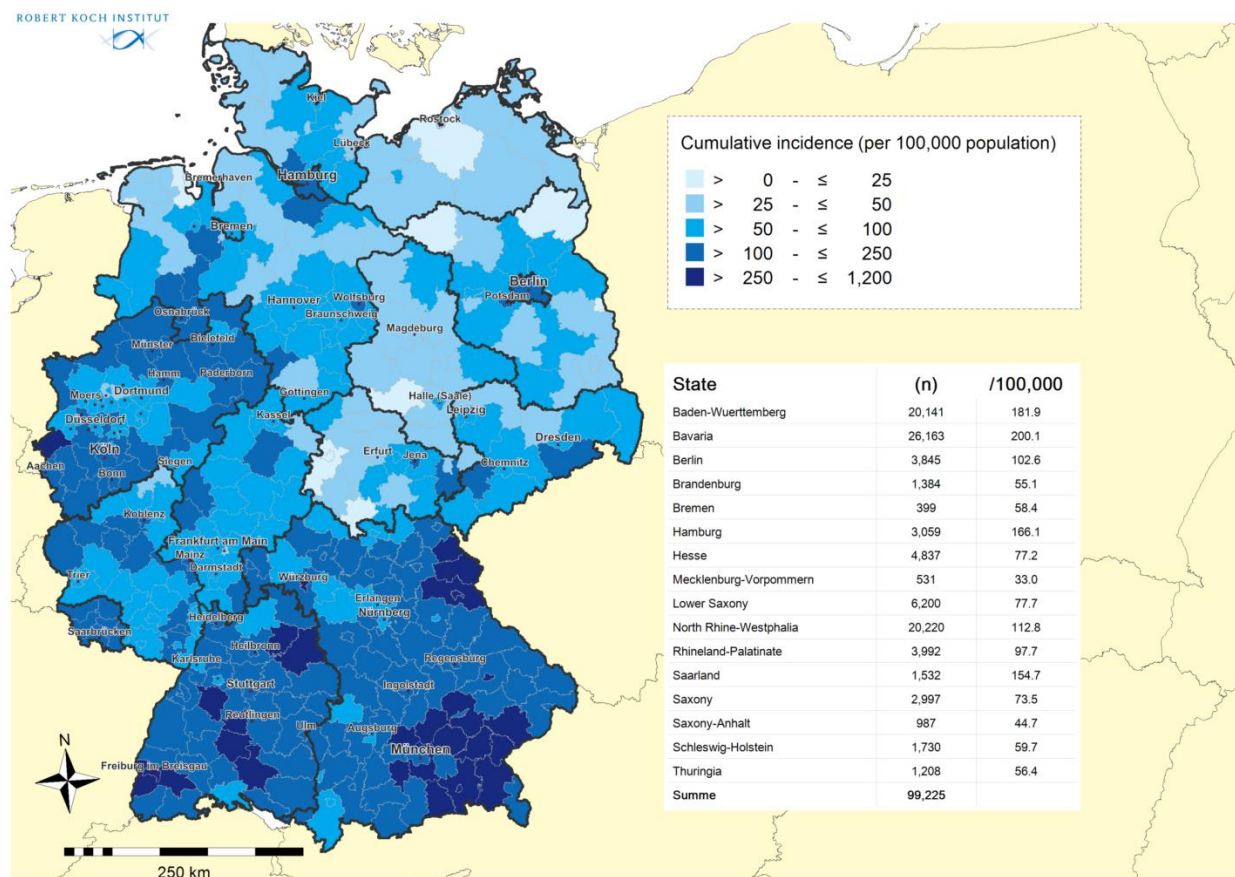 ROBERT KOCH INSTITUT
Kiel
Rostock
Lübeck
Bremerhaven
Hamburg
Bremen
Berlin
Hannover
Wolfsburg
Potsdam
Braunschweig
Osnabrück
Magdeburg
Bielefeld
Münster
Hamm
Paderborn
Göttingen
Halle (Saale)
Moers
Dortmund
Leipzig
Kassel
Düsseldorf
Dresden
Köln
Erfurt
Jena
Aachen
Siegen
Chemnitz
Bonn
Koblenz
Frankfurt am Main
Mainz
Darmstadt
Trier
Würzburg
Erlangen
Nürnberg
Heidelberg
Saarbrücken
Heilbronn
Karlsruhe
Regensburg
Stuttgart
Ingolstadt
Reutlingen
Ulm
Augsburg
München
Freiburg im Breisgau
N
250 km
Cumulative incidence (per 100,000 population)
> 0 - ≤ 25
> 25 - ≤ 50
> 50 - ≤ 100
> 100 - ≤ 250
> 250 - ≤ 1,200
State (n) /100,000
Baden-Wuerttemberg 20,141 181.9
Bavaria 26,163 200.1
Berlin 3,845 102.6
Brandenburg 1,384 55.1
Bremen 399 58.4
Hamburg 3,059 166.1
Hesse 4,837 77.2
Mecklenburg-Vorpommern 531 33.0
Lower Saxony 6,200 77.7
North Rhine-Westphalia 20,220 112.8
Rhineland-Palatinate 3,992 97.7
Saarland 1,532 154.7
Saxony 2,997 73.5
Saxony-Anhalt 987 44.7
Schleswig-Holstein 1,730 59.7
Thuringia 1,208 56.4
Summe 99,225